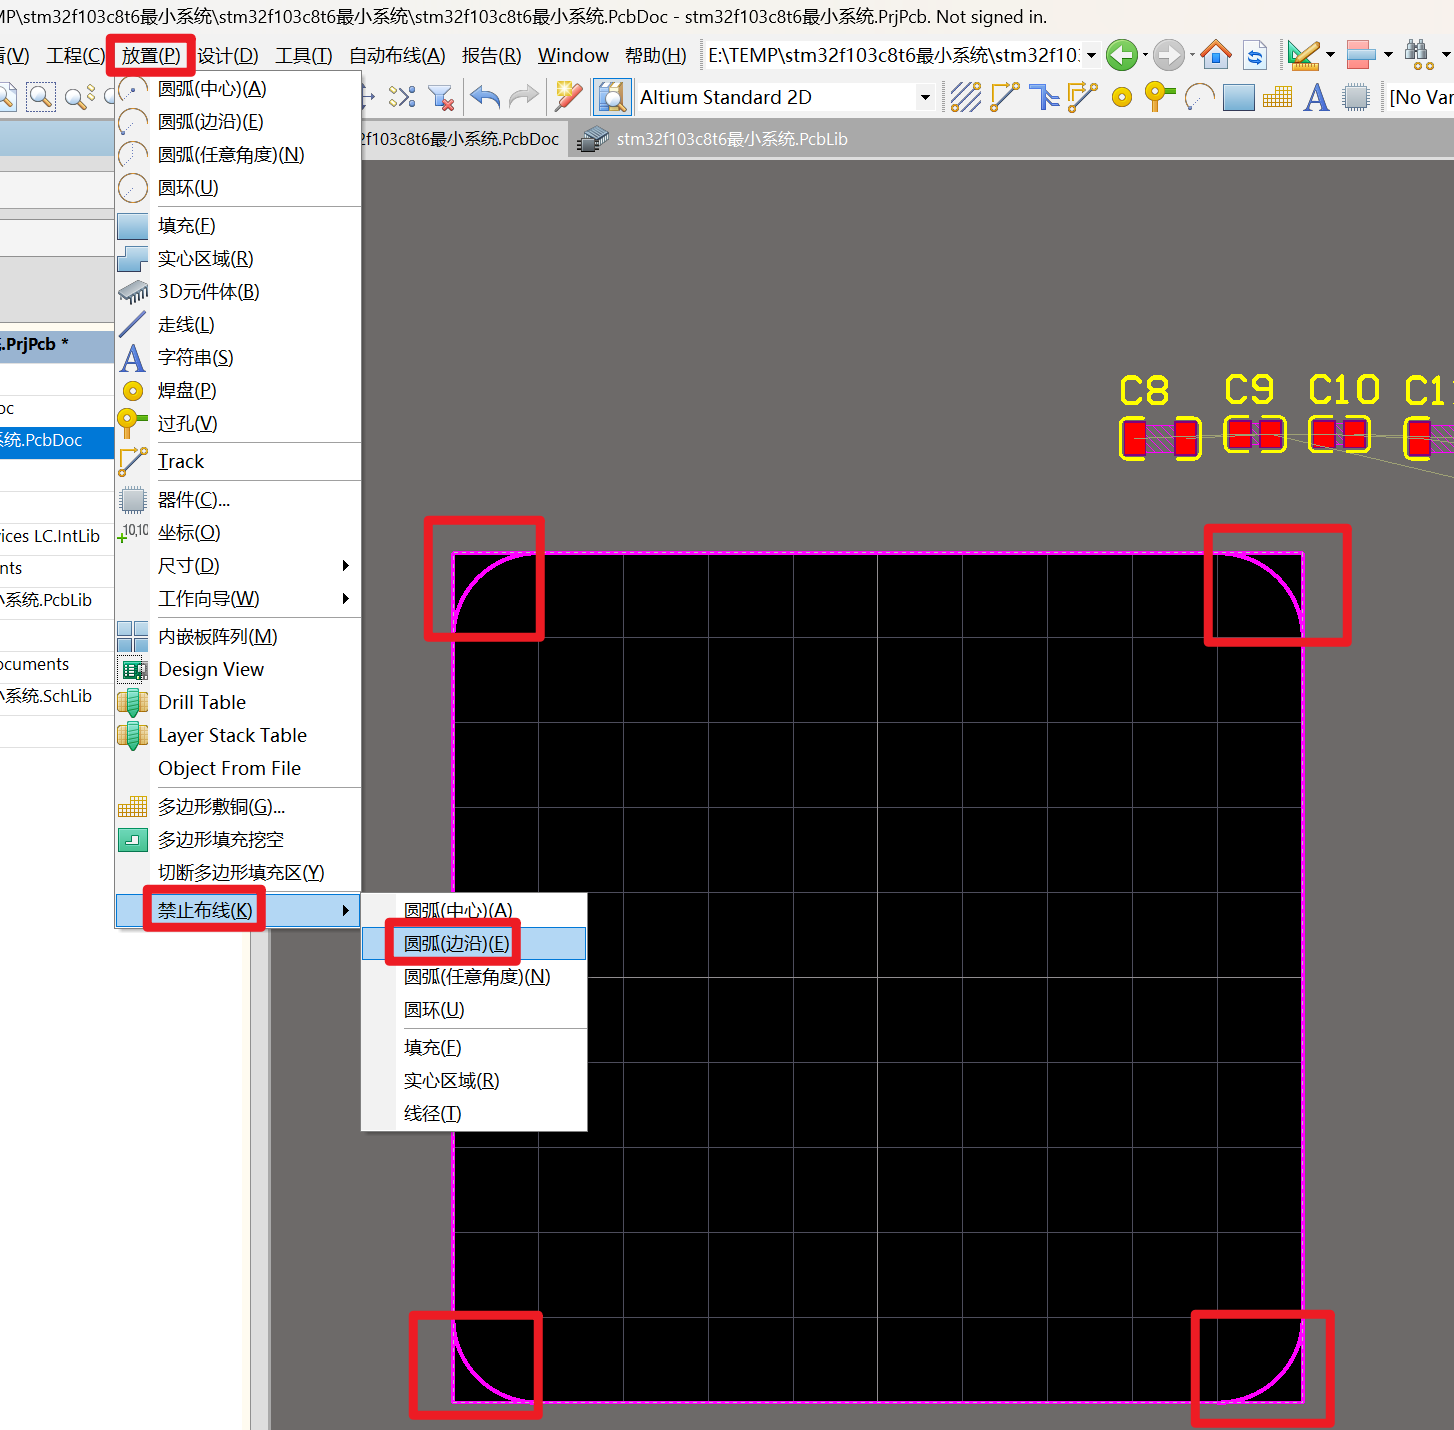 MP\stm32f103c8t6最小系统\stm32f103c8t6最小系统\stm32f103c8t6最小系统.PcbDoc - stm32f103c8t6最小系统.PrjPcb. Not signed in.
(V) 工程(C) 放置(P) 设计(D) 工具(T) 自动布线(A) 报告(R) Window 帮助(H) E:\TEMP\stm32f103c8t6最小系统\stm32f10
Altium Standard 2D [No Var
2f103c8t6最小系统.PcbDoc stm32f103c8t6最小系统.PcbLib
圆弧(中心)(A)
圆弧(边沿)(E)
圆弧(任意角度)(N)
圆环(U)
填充(F)
实心区域(R)
3D元件体(B)
走线(L)
字符串(S)
焊盘(P)
过孔(V)
Track
器件(C)...
10,10 坐标(O)
尺寸(D)
工作向导(W)
内嵌板阵列(M)
Design View
Drill Table
Layer Stack Table
Object From File
多边形敷铜(G)...
多边形填充挖空
切断多边形填充区(Y)
禁止布线(K)
圆弧(中心)(A)
圆弧(边沿)(E)
圆弧(任意角度)(N)
圆环(U)
填充(F)
实心区域(R)
线径(T)
.PrjPcb *
oc
系统.PcbDoc
ices LC.IntLib
nts
小系统.PcbLib
ocuments
小系统.SchLib
C8 C9 C10 C1